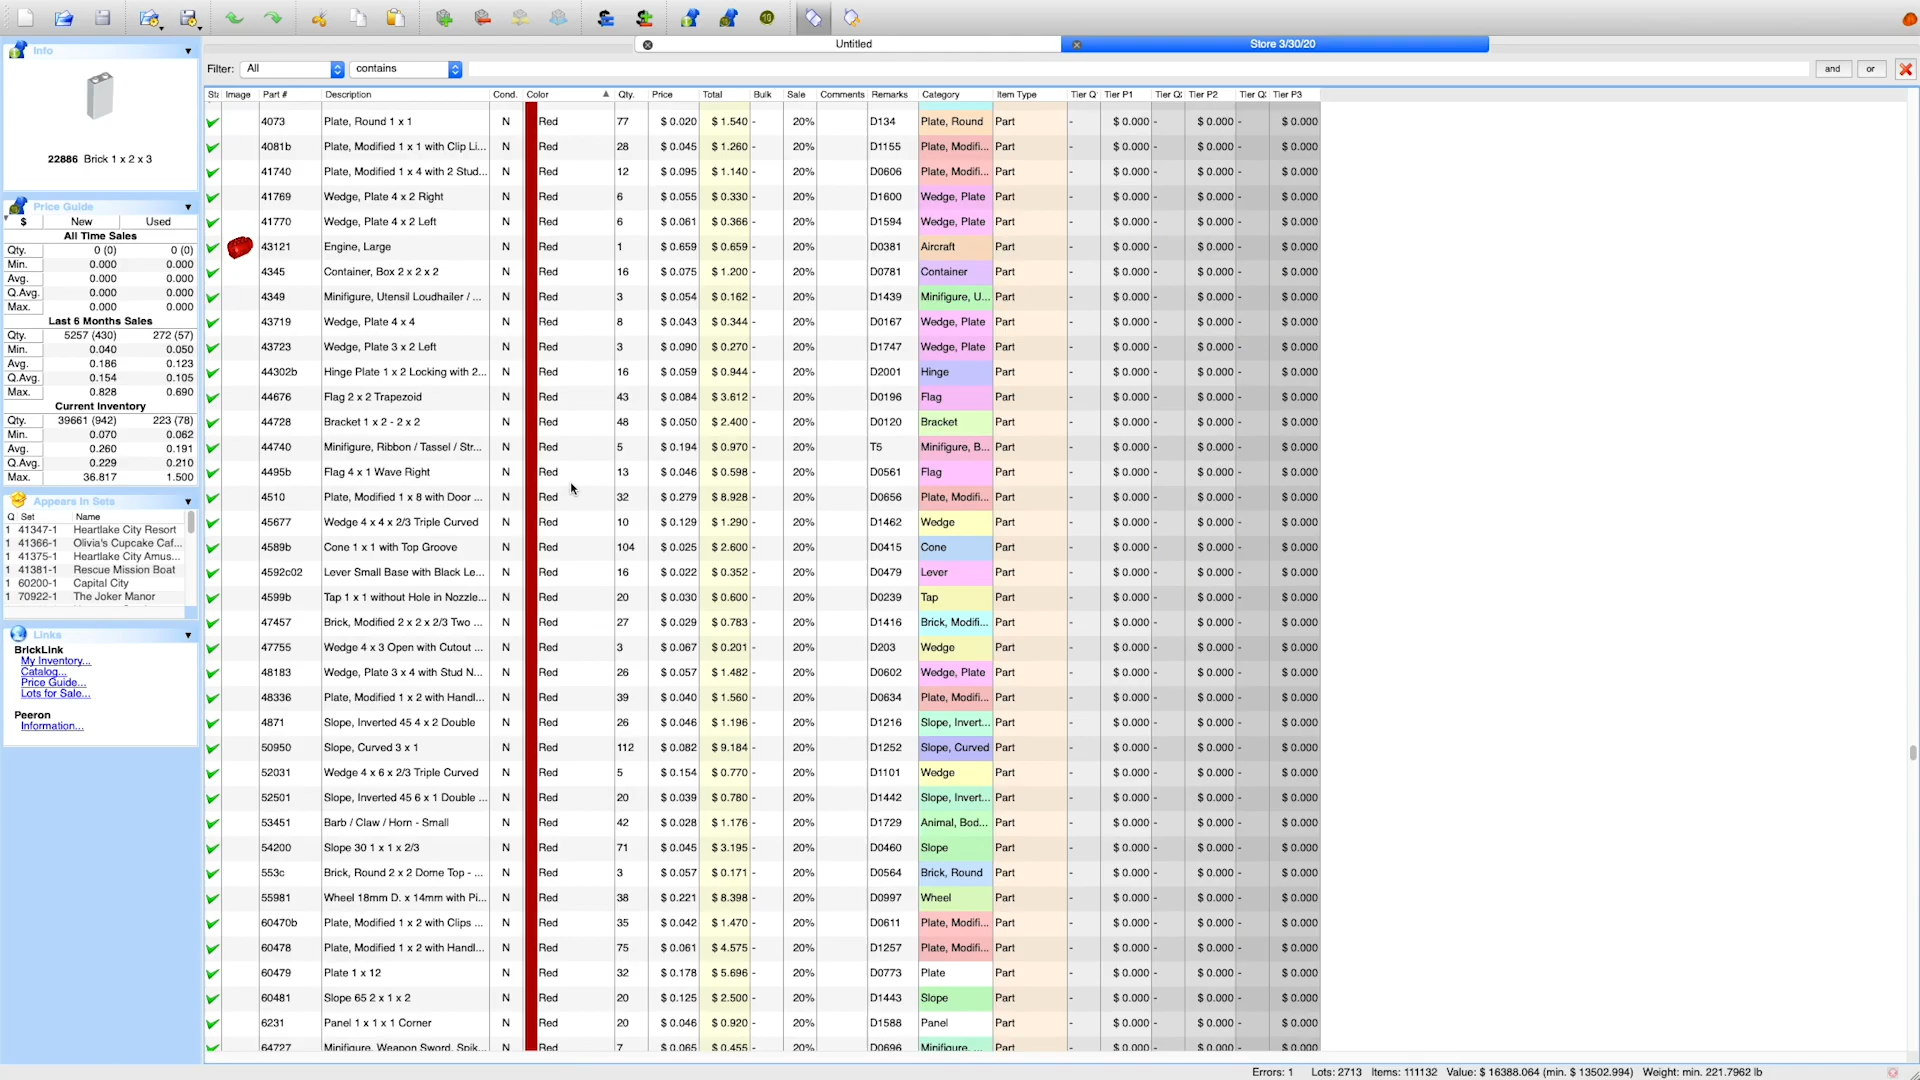 Info
22886 Brick 1 x 2 x 3
Price Guide
$ New Used
All Time Sales
Qty. 0 (0) 0 (0)
Min. 0.000 0.000
Avg. 0.000 0.000
Q.Avg. 0.000 0.000
Max. 0.000 0.000
Last 6 Months Sales
Qty. 5257 (430) 272 (57)
Min. 0.040 0.050
Avg. 0.186 0.123
Q.Avg. 0.154 0.105
Max. 0.828 0.690
Current Inventory
Qty. 39661 (942) 223 (78)
Min. 0.070 0.062
Avg. 0.260 0.191
Q.Avg. 0.229 0.210
Max. 36.817 1.500
Appears In Sets
Q Set Name
1 41347-1 Heartlake City Resort
1 41366-1 Olivia's Cupcake Caf...
1 41375-1 Heartlake City Amus...
1 41381-1 Rescue Mission Boat
1 60200-1 Capital City
1 70922-1 The Joker Manor
Links
BrickLink
My Inventory...
Catalog...
Price Guide...
Lots for Sale...
Peeron
Information...
Untitled Store 3/30/20
Filter: All contains and or
Image Part # Description Cond. Color Qty. Price Total Bulk Sale Comments Remarks Category Item Type Tier Q Tier P1 Tier P2 Tier P3
4073 Plate, Round 1 x 1 N Red 77 $ 0.020 $ 1.540 - 20% D134 Plate, Round Part - $ 0.000 - $ 0.000 - $ 0.000
4081b Plate, Modified 1 x 1 with Clip Li... N Red 28 $ 0.045 $ 1.260 - 20% D1155 Plate, Modifi... Part - $ 0.000 - $ 0.000 - $ 0.000
41740 Plate, Modified 1 x 4 with 2 Stud... N Red 12 $ 0.095 $ 1.140 - 20% D0606 Plate, Modifi... Part - $ 0.000 - $ 0.000 - $ 0.000
41769 Wedge, Plate 4 x 2 Right N Red 6 $ 0.055 $ 0.330 - 20% D1600 Wedge, Plate Part - $ 0.000 - $ 0.000 - $ 0.000
41770 Wedge, Plate 4 x 2 Left N Red 6 $ 0.061 $ 0.366 - 20% D1594 Wedge, Plate Part - $ 0.000 - $ 0.000 - $ 0.000
43121 Engine, Large N Red 1 $ 0.659 $ 0.659 - 20% D0381 Aircraft Part - $ 0.000 - $ 0.000 - $ 0.000
4345 Container, Box 2 x 2 x 2 N Red 16 $ 0.075 $ 1.200 - 20% D0781 Container Part - $ 0.000 - $ 0.000 - $ 0.000
4349 Minifigure, Utensil Loudhailer / ... N Red 3 $ 0.054 $ 0.162 - 20% D1439 Minifigure, U... Part - $ 0.000 - $ 0.000 - $ 0.000
43719 Wedge, Plate 4 x 4 N Red 8 $ 0.043 $ 0.344 - 20% D0167 Wedge, Plate Part - $ 0.000 - $ 0.000 - $ 0.000
43723 Wedge, Plate 3 x 2 Left N Red 3 $ 0.090 $ 0.270 - 20% D1747 Wedge, Plate Part - $ 0.000 - $ 0.000 - $ 0.000
44302b Hinge Plate 1 x 2 Locking with 2... N Red 16 $ 0.059 $ 0.944 - 20% D2001 Hinge Part - $ 0.000 - $ 0.000 - $ 0.000
44676 Flag 2 x 2 Trapezoid N Red 43 $ 0.084 $ 3.612 - 20% D0196 Flag Part - $ 0.000 - $ 0.000 - $ 0.000
44728 Bracket 1 x 2 - 2 x 2 N Red 48 $ 0.050 $ 2.400 - 20% D0120 Bracket Part - $ 0.000 - $ 0.000 - $ 0.000
44740 Minifigure, Ribbon / Tassel / Str... N Red 5 $ 0.194 $ 0.970 - 20% T5 Minifigure, B... Part - $ 0.000 - $ 0.000 - $ 0.000
4495b Flag 4 x 1 Wave Right N Red 13 $ 0.046 $ 0.598 - 20% D0561 Flag Part - $ 0.000 - $ 0.000 - $ 0.000
4510 Plate, Modified 1 x 8 with Door ... N Red 32 $ 0.279 $ 8.928 - 20% D0656 Plate, Modifi... Part - $ 0.000 - $ 0.000 - $ 0.000
45677 Wedge 4 x 4 x 2/3 Triple Curved N Red 10 $ 0.129 $ 1.290 - 20% D1462 Wedge Part - $ 0.000 - $ 0.000 - $ 0.000
4589b Cone 1 x 1 with Top Groove N Red 104 $ 0.025 $ 2.600 - 20% D0415 Cone Part - $ 0.000 - $ 0.000 - $ 0.000
4592c02 Lever Small Base with Black Le... N Red 16 $ 0.022 $ 0.352 - 20% D0479 Lever Part - $ 0.000 - $ 0.000 - $ 0.000
4599b Tap 1 x 1 without Hole in Nozzle... N Red 20 $ 0.030 $ 0.600 - 20% D0239 Tap Part - $ 0.000 - $ 0.000 - $ 0.000
47457 Brick, Modified 2 x 2 x 2/3 Two ... N Red 27 $ 0.029 $ 0.783 - 20% D1416 Brick, Modifi... Part - $ 0.000 - $ 0.000 - $ 0.000
47755 Wedge 4 x 3 Open with Cutout ... N Red 3 $ 0.067 $ 0.201 - 20% D203 Wedge Part - $ 0.000 - $ 0.000 - $ 0.000
48183 Wedge, Plate 3 x 4 with Stud N... N Red 26 $ 0.057 $ 1.482 - 20% D0602 Wedge, Plate Part - $ 0.000 - $ 0.000 - $ 0.000
48336 Plate, Modified 1 x 2 with Handl... N Red 39 $ 0.040 $ 1.560 - 20% D0634 Plate, Modifi... Part - $ 0.000 - $ 0.000 - $ 0.000
4871 Slope, Inverted 45 4 x 2 Double N Red 26 $ 0.046 $ 1.196 - 20% D1216 Slope, Invert... Part - $ 0.000 - $ 0.000 - $ 0.000
50950 Slope, Curved 3 x 1 N Red 112 $ 0.082 $ 9.184 - 20% D1252 Slope, Curved Part - $ 0.000 - $ 0.000 - $ 0.000
52031 Wedge 4 x 6 x 2/3 Triple Curved N Red 5 $ 0.154 $ 0.770 - 20% D1101 Wedge Part - $ 0.000 - $ 0.000 - $ 0.000
52501 Slope, Inverted 45 6 x 1 Double ... N Red 20 $ 0.039 $ 0.780 - 20% D1442 Slope, Invert... Part - $ 0.000 - $ 0.000 - $ 0.000
53451 Barb / Claw / Horn - Small N Red 42 $ 0.028 $ 1.176 - 20% D1729 Animal, Bod... Part - $ 0.000 - $ 0.000 - $ 0.000
54200 Slope 30 1 x 1 x 2/3 N Red 71 $ 0.045 $ 3.195 - 20% D0460 Slope Part - $ 0.000 - $ 0.000 - $ 0.000
553c Brick, Round 2 x 2 Dome Top - ... N Red 3 $ 0.057 $ 0.171 - 20% D0564 Brick, Round Part - $ 0.000 - $ 0.000 - $ 0.000
55981 Wheel 18mm D. x 14mm with Pi... N Red 38 $ 0.221 $ 8.398 - 20% D0997 Wheel Part - $ 0.000 - $ 0.000 - $ 0.000
60470b Plate, Modified 1 x 2 with Clips ... N Red 35 $ 0.042 $ 1.470 - 20% D0611 Plate, Modifi... Part - $ 0.000 - $ 0.000 - $ 0.000
60478 Plate, Modified 1 x 2 with Handl... N Red 75 $ 0.061 $ 4.575 - 20% D1257 Plate, Modifi... Part - $ 0.000 - $ 0.000 - $ 0.000
60479 Plate 1 x 12 N Red 32 $ 0.178 $ 5.696 - 20% D0773 Plate Part - $ 0.000 - $ 0.000 - $ 0.000
60481 Slope 65 2 x 1 x 2 N Red 20 $ 0.125 $ 2.500 - 20% D1443 Slope Part - $ 0.000 - $ 0.000 - $ 0.000
6231 Panel 1 x 1 x 1 Corner N Red 20 $ 0.046 $ 0.920 - 20% D1588 Panel Part - $ 0.000 - $ 0.000 - $ 0.000
64727 Minifigure, Weapon Sword, Spik... N Red 7 $ 0.065 $ 0.455 - 20% D0696 Minifigure, ... Part - $ 0.000 - $ 0.000 - $ 0.000
Errors: 1 Lots: 2713 Items: 111132 Value: $ 16388.064 (min. $ 13502.994) Weight: min. 221.7962 lb